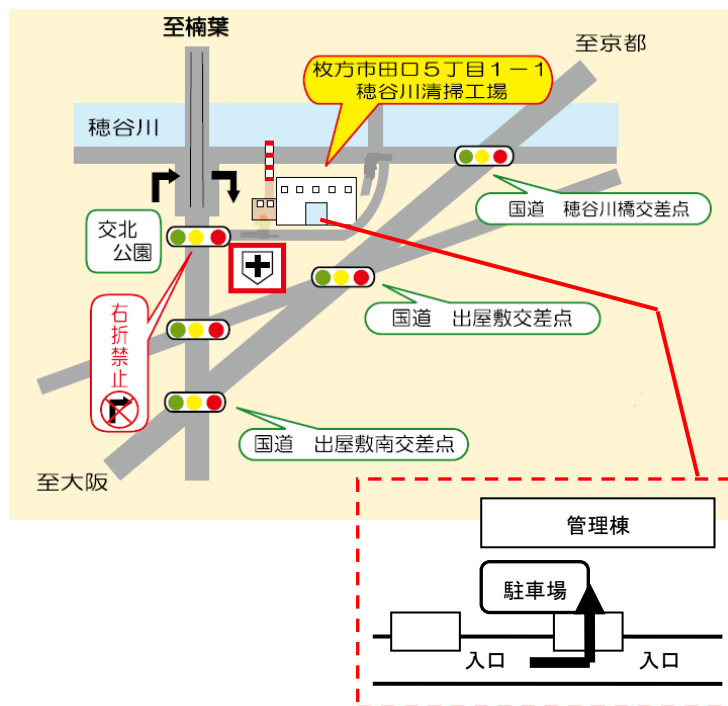 至楠葉
至京都
枚方市田口５丁目１－１
穂谷川清掃工場
穂谷川
国道　穂谷川橋交差点
交北
公園
国道　出屋敷交差点
右折禁止
国道　出屋敷南交差点
至大阪
管理棟
駐車場
入口
入口